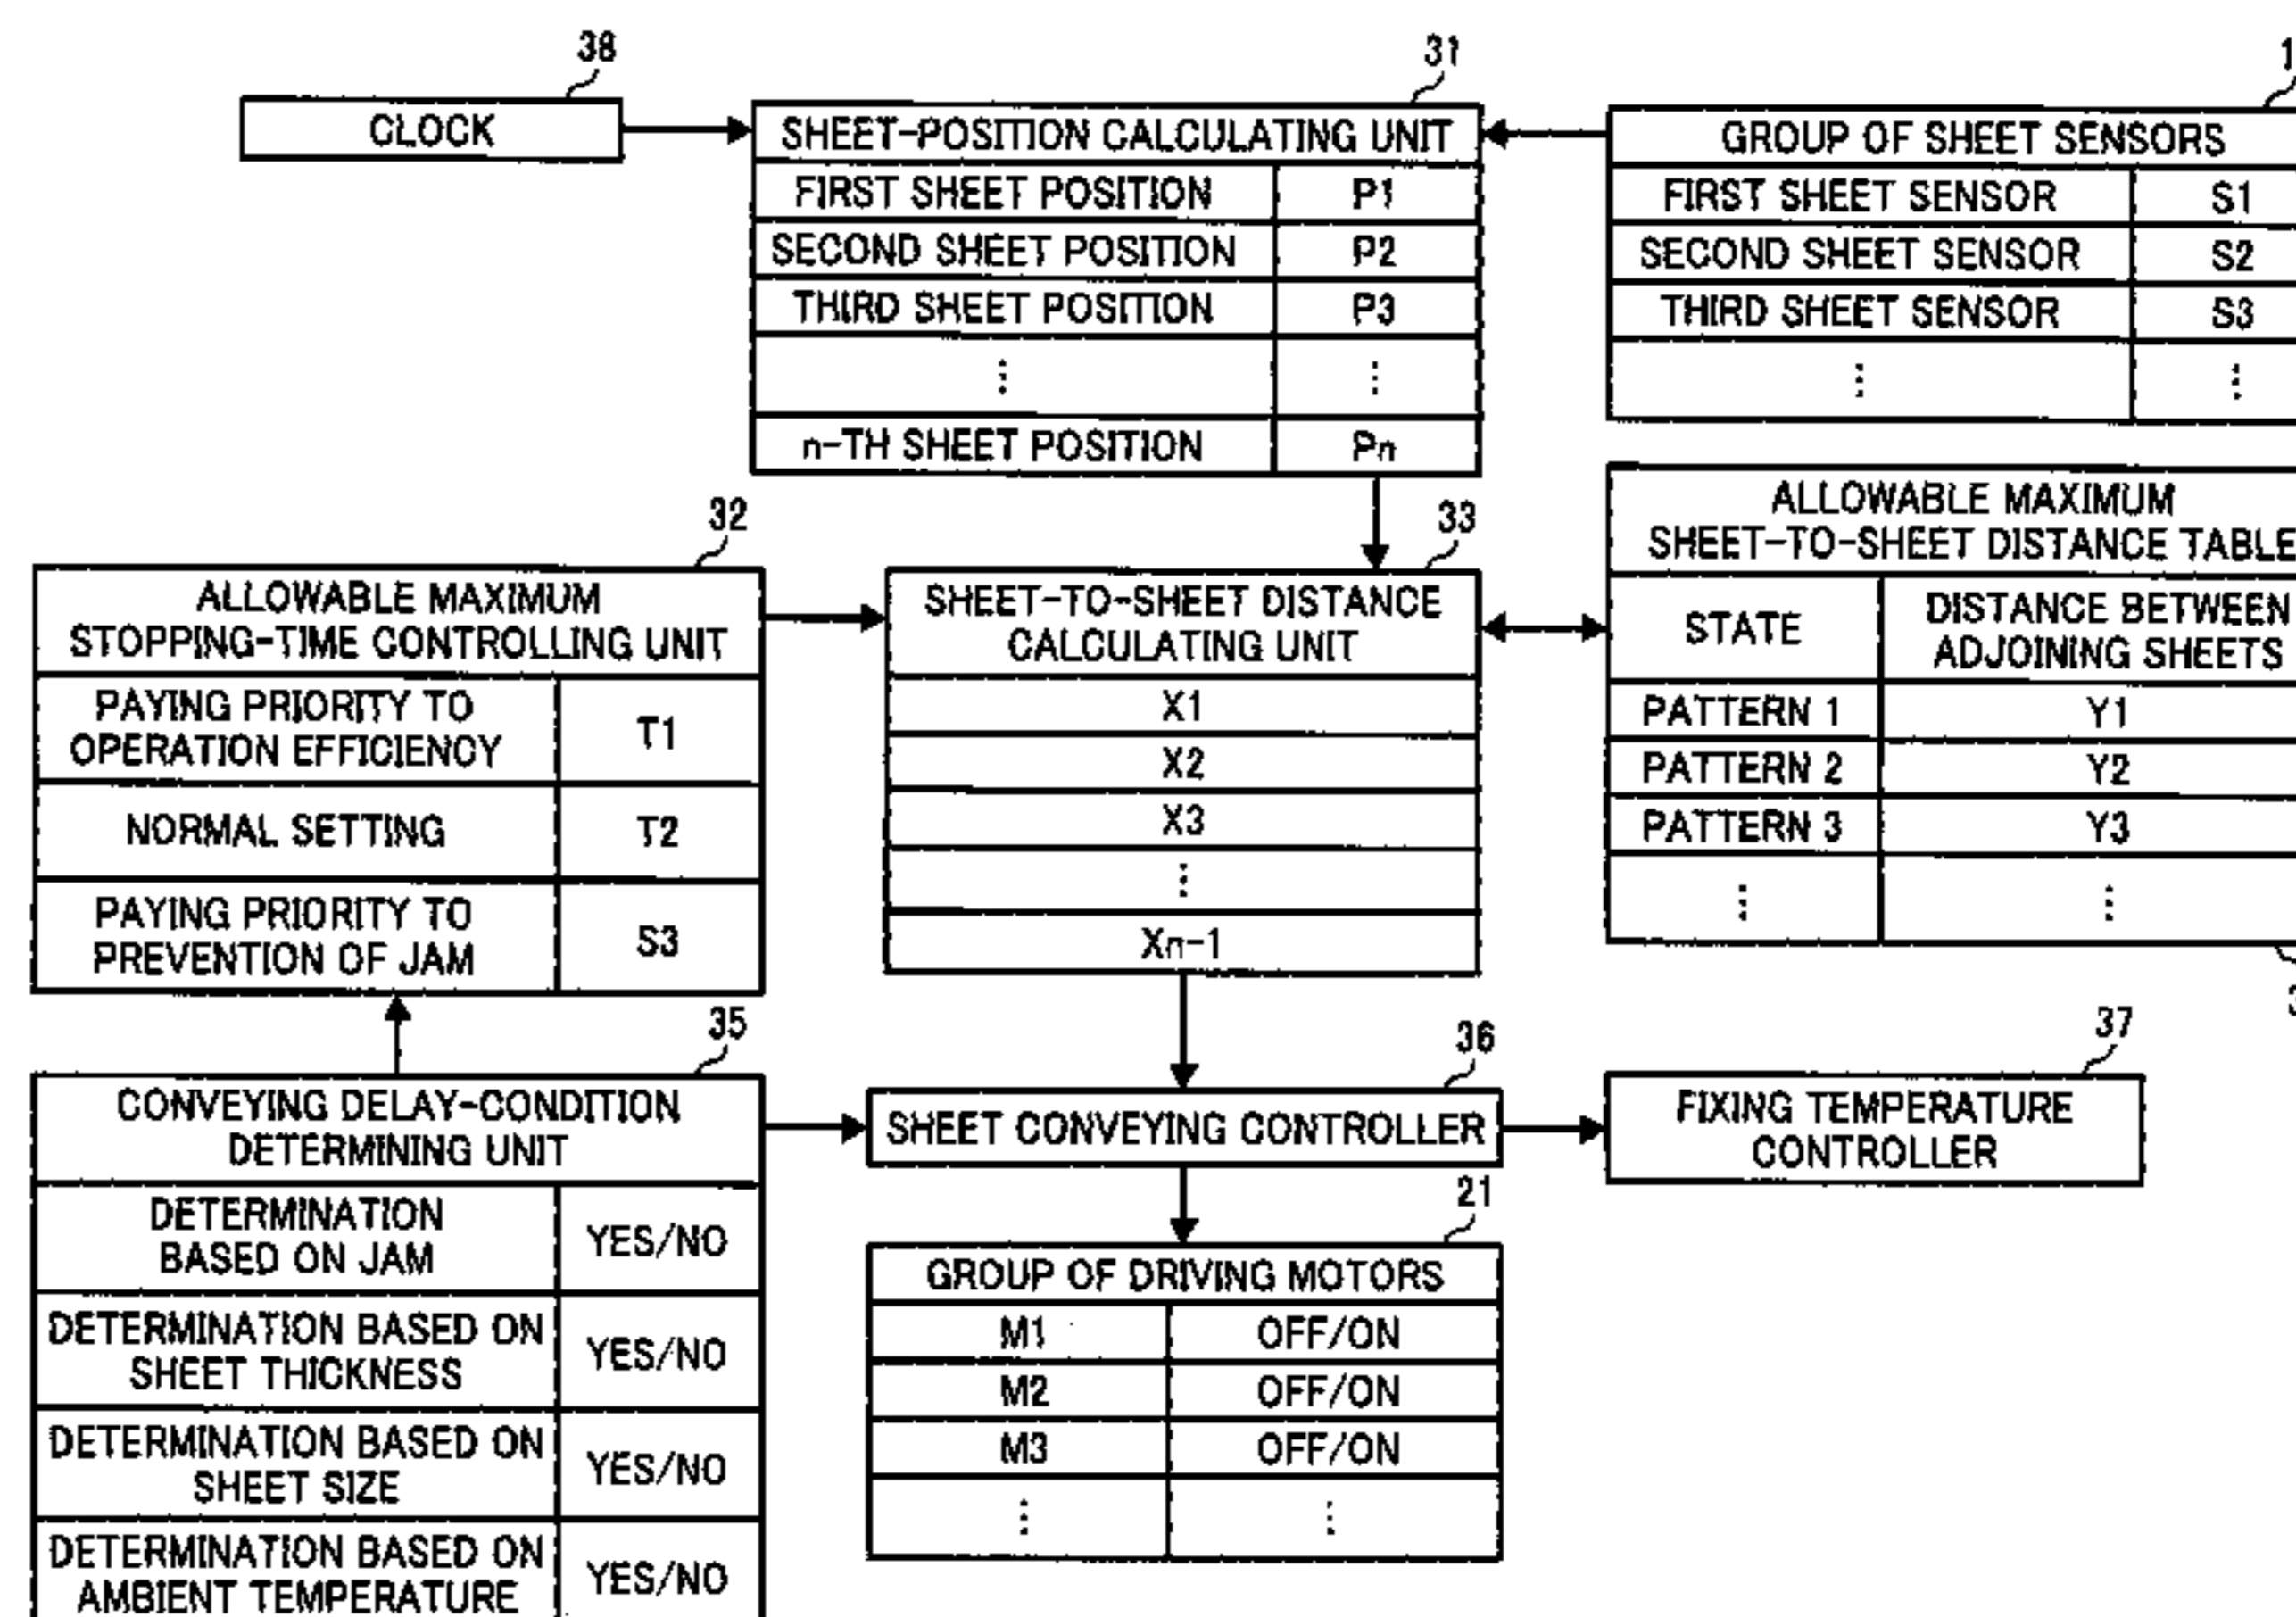 38
CLOCK
31
SHEET-POSITION CALCULATING UNIT
FIRST SHEET POSITION P1
SECOND SHEET POSITION P2
THIRD SHEET POSITION P3
⋮ ⋮
n-TH SHEET POSITION Pn
GROUP OF SHEET SENSORS
FIRST SHEET SENSOR S1
SECOND SHEET SENSOR S2
THIRD SHEET SENSOR S3
⋮ ⋮
32
ALLOWABLE MAXIMUM
STOPPING-TIME CONTROLLING UNIT
PAYING PRIORITY TO
OPERATION EFFICIENCY
T1
NORMAL SETTING T2
PAYING PRIORITY TO
PREVENTION OF JAM
S3
33
SHEET-TO-SHEET DISTANCE
CALCULATING UNIT
X1
X2
X3
⋮
Xn-1
ALLOWABLE MAXIMUM
SHEET-TO-SHEET DISTANCE TABLE
STATE
DISTANCE BETWEEN
ADJOINING SHEETS
PATTERN 1 Y1
PATTERN 2 Y2
PATTERN 3 Y3
⋮ ⋮
35
CONVEYING DELAY-CONDITION
DETERMINING UNIT
DETERMINATION
BASED ON JAM
YES/NO
DETERMINATION BASED ON
SHEET THICKNESS
YES/NO
DETERMINATION BASED ON
SHEET SIZE
YES/NO
DETERMINATION BASED ON
AMBIENT TEMPERATURE
YES/NO
36
SHEET CONVEYING CONTROLLER
37
FIXING TEMPERATURE
CONTROLLER
21
GROUP OF DRIVING MOTORS
M1 OFF/ON
M2 OFF/ON
M3 OFF/ON
⋮ ⋮